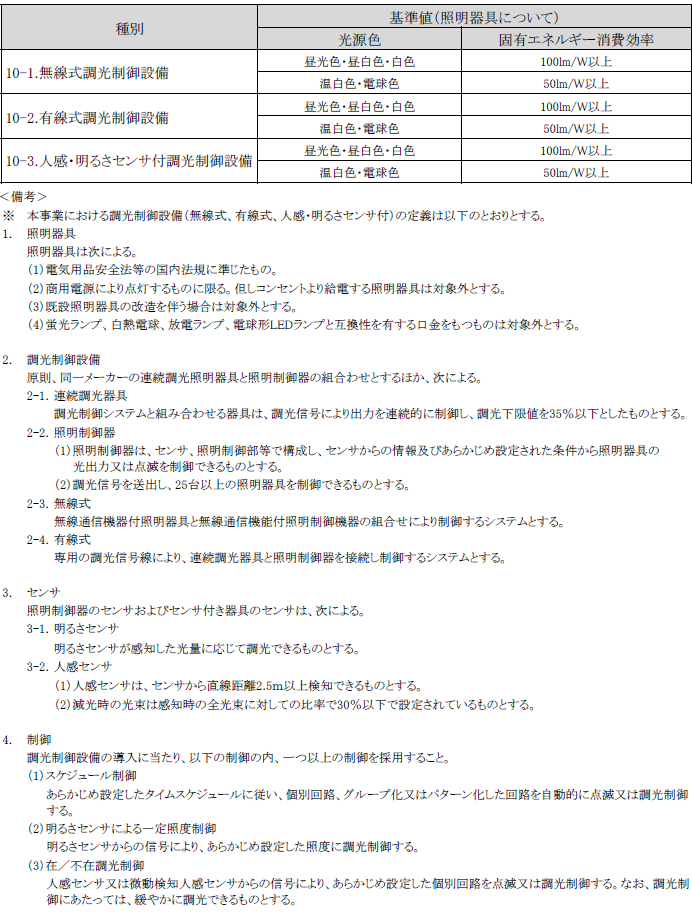 種別
基準値（照明器具について）
光源色
固有エネルギー消費効率
10-1.無線式調光制御設備
昼光色・昼白色・白色
100lm/W以上
温白色・電球色
50lm/W以上
10-2.有線式調光制御設備
昼光色・昼白色・白色
100lm/W以上
温白色・電球色
50lm/W以上
10-3.人感・明るさセンサ付調光制御設備
昼光色・昼白色・白色
100lm/W以上
温白色・電球色
50lm/W以上
＜備考＞
※ 本事業における調光制御設備（無線式、有線式、人感・明るさセンサ付）の定義は以下のとおりとする。
1. 照明器具
照明器具は次による。
（1）電気用品安全法等の国内法規に準じたもの。
（2）商用電源により点灯するものに限る。但しコンセントより給電する照明器具は対象外とする。
（3）既設照明器具の改造を伴う場合は対象外とする。
（4）蛍光ランプ、白熱電球、放電ランプ、電球形LEDランプと互換性を有する口金をもつものは対象外とする。
2. 調光制御設備
原則、同一メーカーの連続調光照明器具と照明制御器の組合わせとするほか、次による。
2-1. 連続調光器具
調光制御システムと組み合わせる器具は、調光信号により出力を連続的に制御し、調光下限値を35％以下としたものとする。
2-2. 照明制御器
（1）照明制御器は、センサ、照明制御部等で構成し、センサからの情報及びあらかじめ設定された条件から照明器具の
光出力又は点滅を制御できるものとする。
（2）調光信号を送出し、25台以上の照明器具を制御できるものとする。
2-3. 無線式
無線通信機器付照明器具と無線通信機能付照明制御機器の組合せにより制御するシステムとする。
2-4. 有線式
専用の調光信号線により、連続調光器具と照明制御器を接続し制御するシステムとする。
3. センサ
照明制御器のセンサおよびセンサ付き器具のセンサは、次による。
3-1. 明るさセンサ
明るさセンサが感知した光量に応じて調光できるものとする。
3-2. 人感センサ
（1）人感センサは、センサから直線距離2.5m以上検知できるものとする。
（2）減光時の光束は感知時の全光束に対しての比率で30％以下で設定されているものとする。
4. 制御
調光制御設備の導入に当たり、以下の制御の内、一つ以上の制御を採用すること。
（1）スケジュール制御
あらかじめ設定したタイムスケジュールに従い、個別回路、グループ化又はパターン化した回路を自動的に点滅又は調光制御
する。
（2）明るさセンサによる一定照度制御
明るさセンサからの信号により、あらかじめ設定した照度に調光制御する。
（3）在／不在調光制御
人感センサ又は微動検知人感センサからの信号により、あらかじめ設定した個別回路を点滅又は調光制御する。なお、調光制
御にあたっては、緩やかに調光できるものとする。